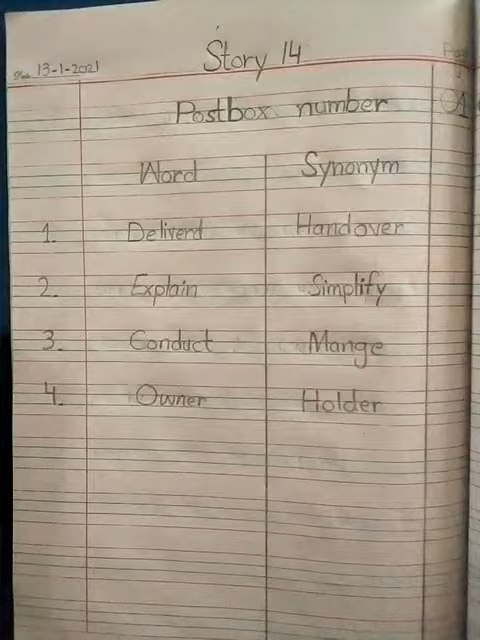 Story 14
Date 13-1-2021
Postbox number
Word Synonym
1. Deliverd Handover
2. Explain Simplify
3. Conduct Mange
4. Owner Holder